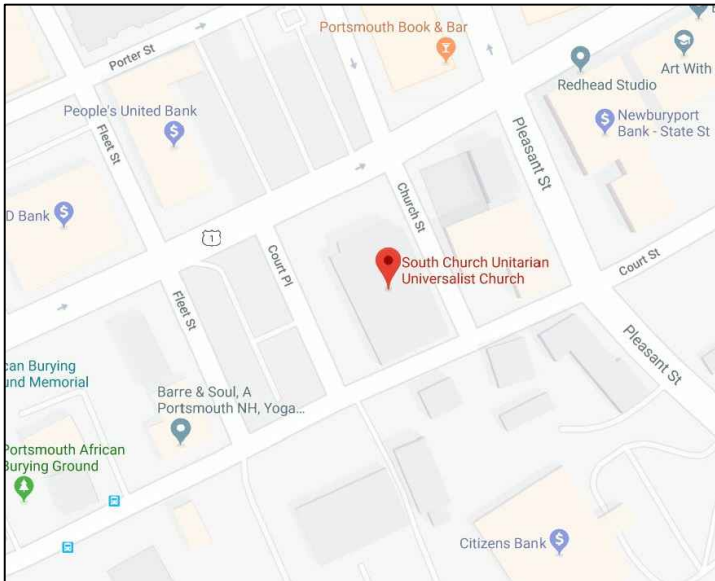 Portsmouth Book & Bar
Porter St
Redhead Studio
Art With
People's United Bank
Newburyport
Bank - State St
Fleet St
Pleasant St
D Bank
1
Church St
Court Pl
South Church Unitarian
Universalist Church
Court St
Fleet St
Pleasant St
can Burying
und Memorial
Barre & Soul, A
Portsmouth NH, Yoga...
Portsmouth African
Burying Ground
Citizens Bank